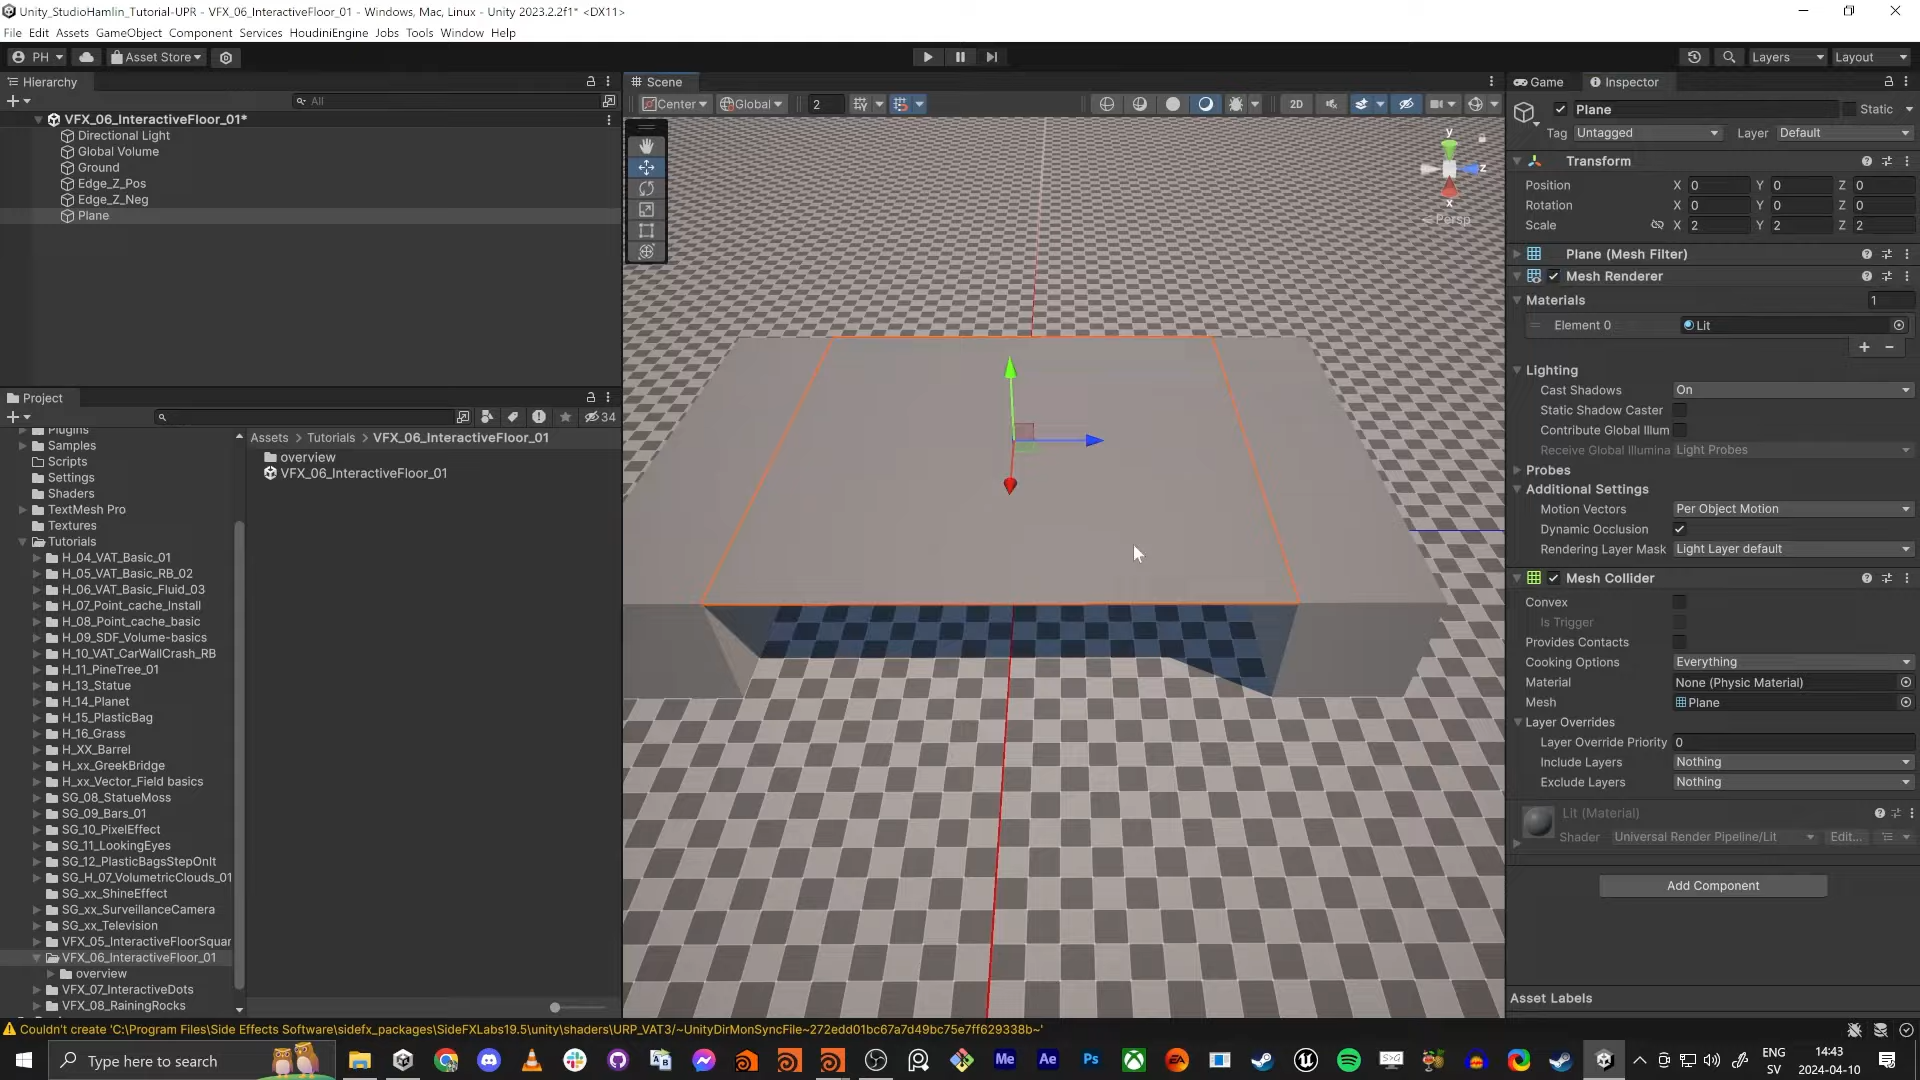 Unity_StudioHamlin_Tutorial-UPR - VFX_06_InteractiveFloor_01 - Windows, Mac, Linux - Unity 2023.2.2f1* <DX11>
File Edit Assets GameObject Component Services HoudiniEngine Jobs Tools Window Help
PH Asset Store Layers Layout
Hierarchy
All
VFX_06_InteractiveFloor_01*
Directional Light
Global Volume
Ground
Edge_Z_Pos
Edge_Z_Neg
Plane
Project
34
Plugins
Samples
Scripts
Settings
Shaders
TextMesh Pro
Textures
Tutorials
H_04_VAT_Basic_01
H_05_VAT_Basic_RB_02
H_06_VAT_Basic_Fluid_03
H_07_Point_cache_Install
H_08_Point_cache_basic
H_09_SDF_Volume-basics
H_10_VAT_CarWallCrash_RB
H_11_PineTree_01
H_13_Statue
H_14_Planet
H_15_PlasticBag
H_16_Grass
H_XX_Barrel
H_xx_GreekBridge
H_xx_Vector_Field basics
SG_08_StatueMoss
SG_09_Bars_01
SG_10_PixelEffect
SG_11_LookingEyes
SG_12_PlasticBagsStepOnIt
SG_H_07_VolumetricClouds_01
SG_xx_ShineEffect
SG_xx_SurveillanceCamera
SG_xx_Television
VFX_05_InteractiveFloorSquar
VFX_06_InteractiveFloor_01
overview
VFX_07_InteractiveDots
VFX_08_RainingRocks
Assets > Tutorials > VFX_06_InteractiveFloor_01
overview
VFX_06_InteractiveFloor_01
Scene
Center Global 2 2D
y
z
x
Persp
Game Inspector
Plane Static
Tag Untagged Layer Default
Transform
Position X 0 Y 0 Z 0
Rotation X 0 Y 0 Z 0
Scale X 2 Y 2 Z 2
Plane (Mesh Filter)
Mesh Renderer
Materials 1
Element 0 Lit
Lighting
Cast Shadows On
Static Shadow Caster
Contribute Global Illum
Receive Global Illumina Light Probes
Probes
Additional Settings
Motion Vectors Per Object Motion
Dynamic Occlusion
Rendering Layer Mask Light Layer default
Mesh Collider
Convex
Is Trigger
Provides Contacts
Cooking Options Everything
Material None (Physic Material)
Mesh Plane
Layer Overrides
Layer Override Priority 0
Include Layers Nothing
Exclude Layers Nothing
Lit (Material)
Shader Universal Render Pipeline/Lit Edit...
Add Component
Asset Labels
Couldn't create 'C:\Program Files\Side Effects Software\sidefx_packages\SideFXLabs19.5\unity\shaders\URP_VAT3/~UnityDirMonSyncFile~272edd01bc67a7d49bc75e7ff629338b~'
Type here to search
Me Ae Ps EA
ENG
SV
14:43
2024-04-10